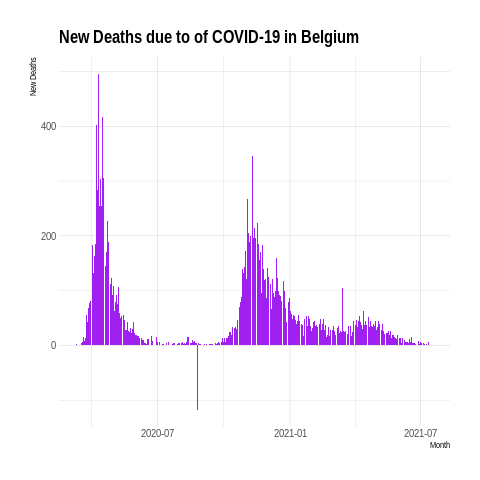 New Deaths due to of COVID-19 in Belgium
New Deaths
400
200
0
2020-07
2021-01
2021-07
Month